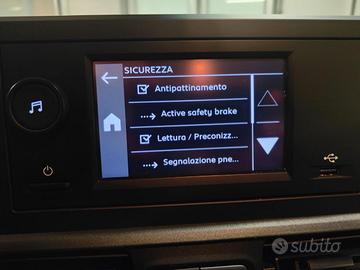 SICUREZZA
Antipattinamento
Active safety brake
Lettura / Preconizz...
Segnalazione pne...
subito